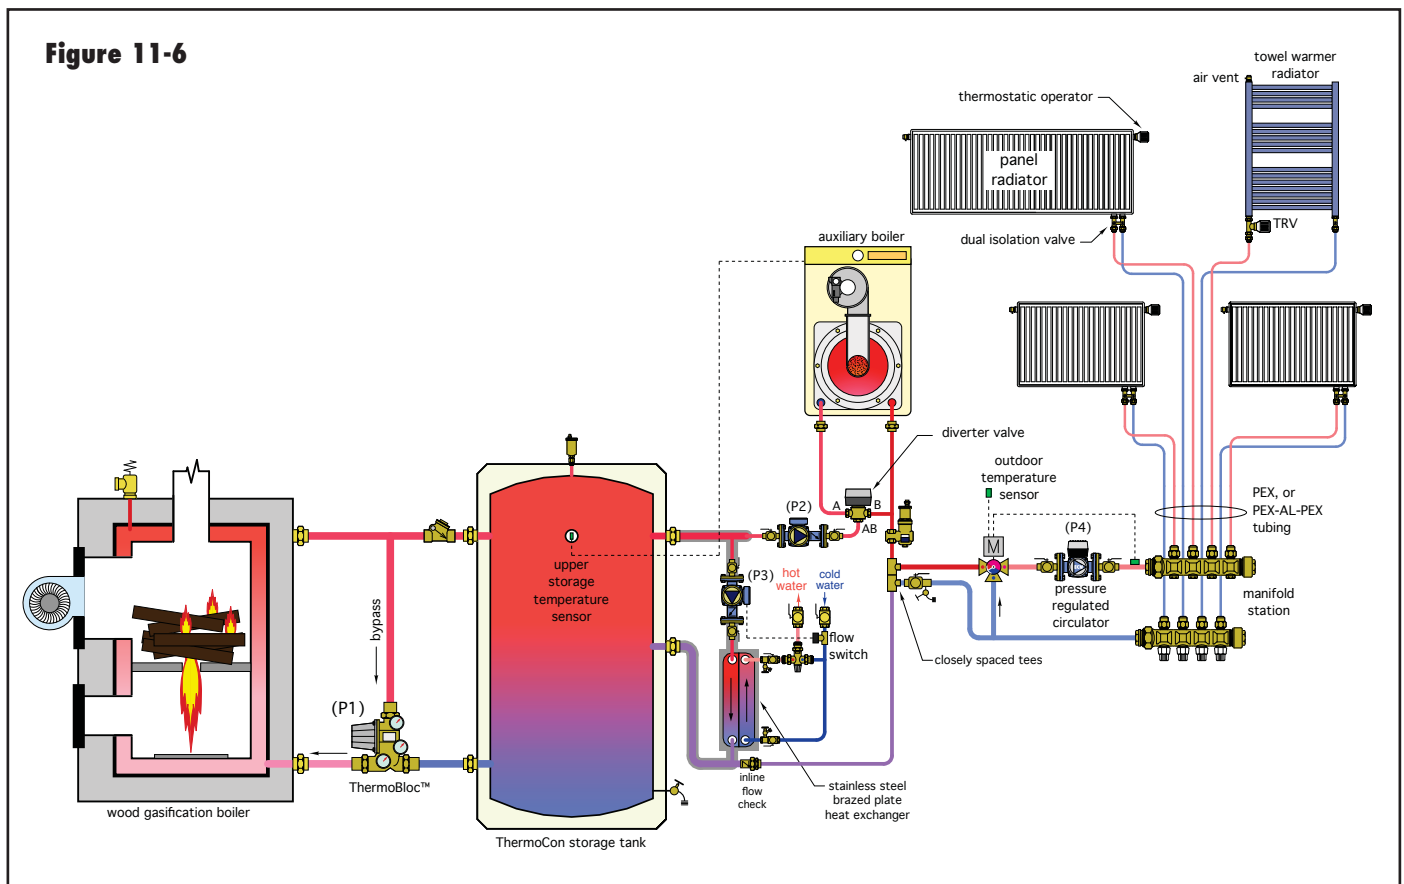 Figure 11-6
towel warmer
radiator
air vent
thermostatic operator
panel
radiator
TRV
dual isolation valve
auxiliary boiler
diverter valve
outdoor
temperature
sensor
PEX, or
PEX-AL-PEX
tubing
(P2)
A
B
AB
(P4)
M
upper
storage
temperature
sensor
(P3)
hot
water
cold
water
pressure
regulated
circulator
manifold
station
bypass
flow
switch
closely spaced tees
(P1)
ThermoBloc™
inline
flow
check
stainless steel
brazed plate
heat exchanger
wood gasification boiler
ThermoCon storage tank